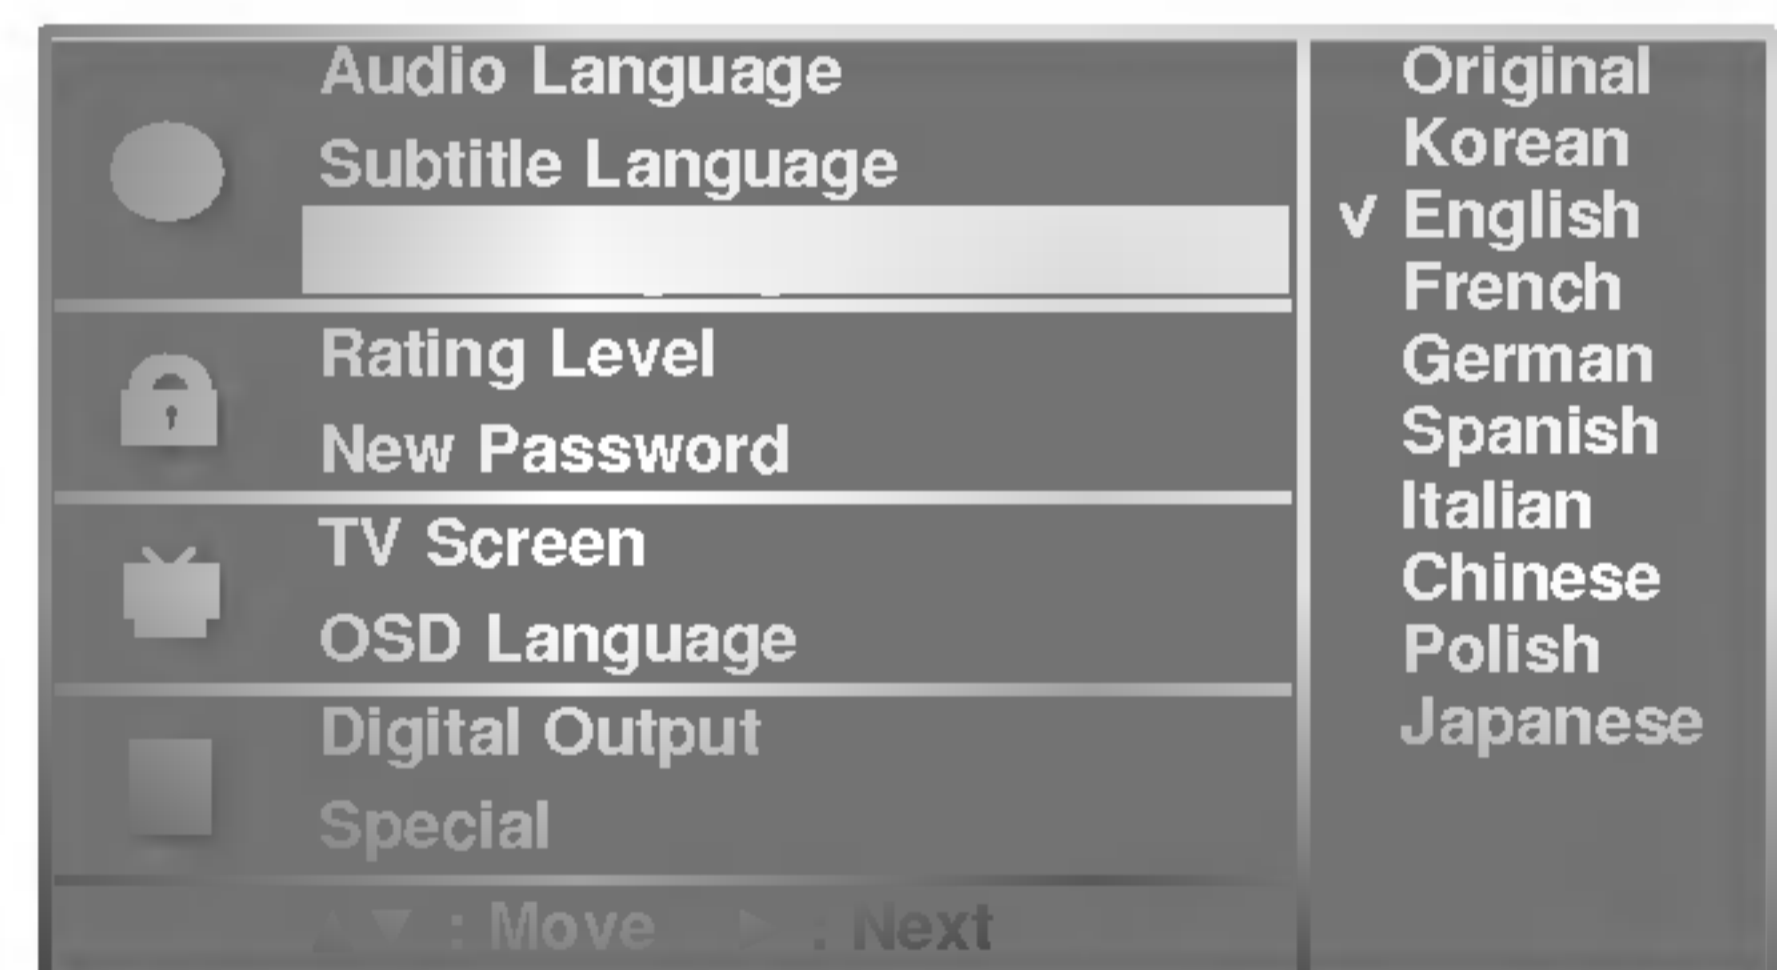 Audio Language
Subtitle Language
Rating Level
New Password
TV Screen
OSD Language
Digital Output
Special
▲ ▼ : Move ▶ : Next
Original
Korean
v English
French
German
Spanish
Italian
Chinese
Polish
Japanese